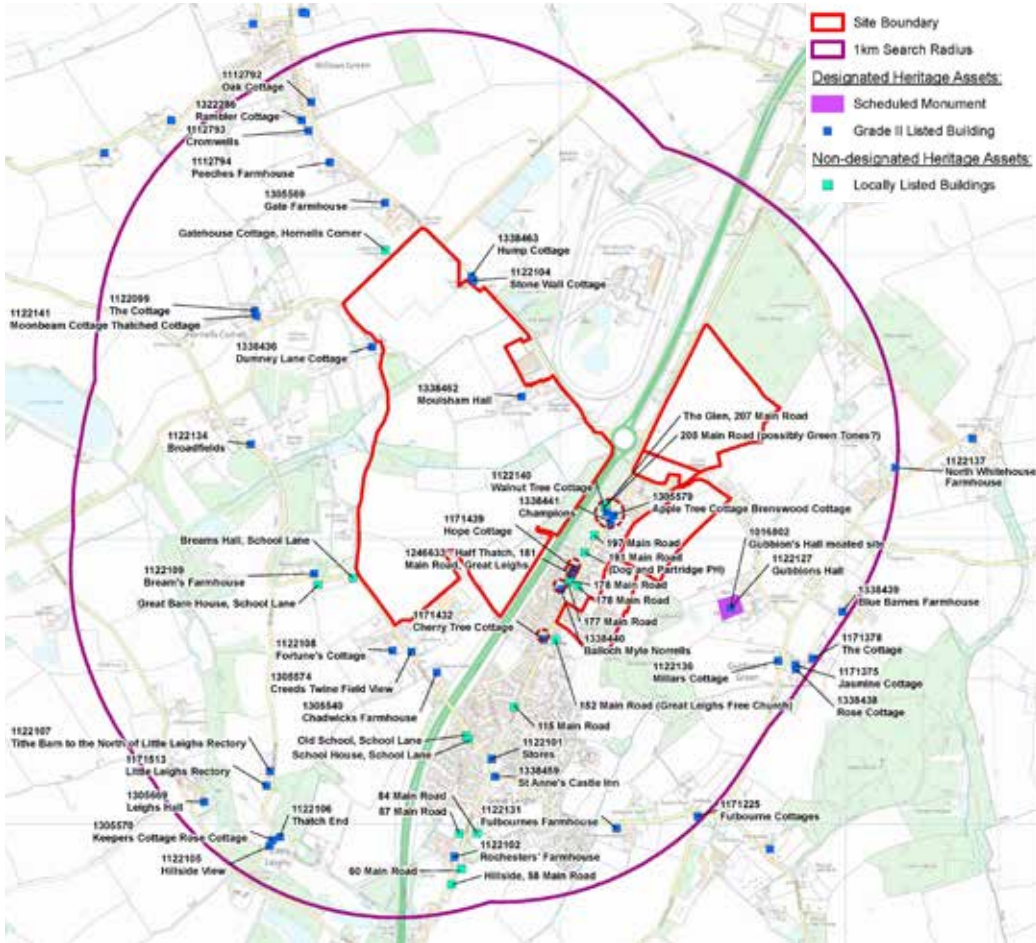 Site Boundary
1km Search Radius
Designated Heritage Assets:
Scheduled Monument
Grade II Listed Building
Non-designated Heritage Assets:
Locally Listed Buildings
Willows Green
1112792
Oak Cottage
1322286
Rambler Cottage
1112793
Cromwells
1112794
Peeches Farmhouse
1305509
Gate Farmhouse
Gatehouse Cottage, Hornells Corner
1338463
Hump Cottage
1122104
Stone Wall Cottage
1122099
The Cottage
1122141
Moonbeam Cottage Thatched Cottage
Hornells Corner
1338436
Dumney Lane Cottage
1338462
Moulsham Hall
The Glen, 207 Main Road
205 Main Road (possibly Green Tones?)
1122134
Broadfields
1122137
North Whitehouse
Farmhouse
1122140
Walnut Tree Cottage
1338441
Champions
1305579
Apple Tree Cottage Brenswood Cottage
1171439
Hope Cottage
197 Main Road
1016802
Gubbion's Hall moated site
1246633, Half Thatch, 181
Main Road, Great Leighs
191 Main Road
(Dog and Partridge PH)
1122127
Gubbions Hall
Breams Hall, School Lane
1122109
Bream's Farmhouse
178 Main Road
178 Main Road
Great Barn House, School Lane
177 Main Road
1338439
Blue Barnes Farmhouse
1171432
Cherry Tree Cottage
1338440
Balloch Myle Norrells
1122108
Fortune's Cottage
1171378
The Cottage
1122136
Millars Cottage
1171375
Jasmine Cottage
1305574
Creeds Twine Field View
1338438
Rose Cottage
1305540
Chadwicks Farmhouse
152 Main Road (Great Leighs Free Church)
115 Main Road
1122107
Tithe Barn to the North of Little Leighs Rectory
Old School, School Lane
School House, School Lane
1122101
Stores
1171513
Little Leighs Rectory
1338459
St Anne's Castle Inn
1305669
Leighs Hall
84 Main Road
87 Main Road
1122131
Fulbournes Farmhouse
1171225
Fulbourne Cottages
1122106
Thatch End
1305570
Keepers Cottage Rose Cottage
1122105
Hillside View
1122102
Rochesters' Farmhouse
60 Main Road
Hillside, 58 Main Road